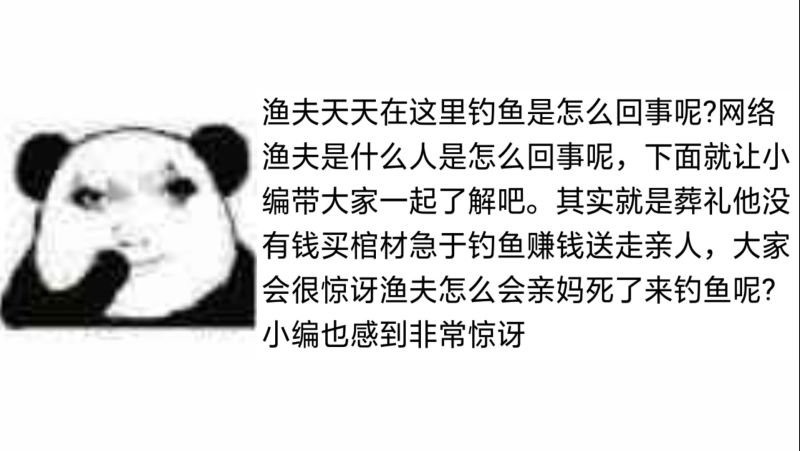 渔夫天天在这里钓鱼是怎么回事呢?网络
渔夫是什么人是怎么回事呢，下面就让小
编带大家一起了解吧。其实就是葬礼他没
有钱买棺材急于钓鱼赚钱送走亲人，大家
会很惊讶渔夫怎么会亲妈死了来钓鱼呢?
小编也感到非常惊讶